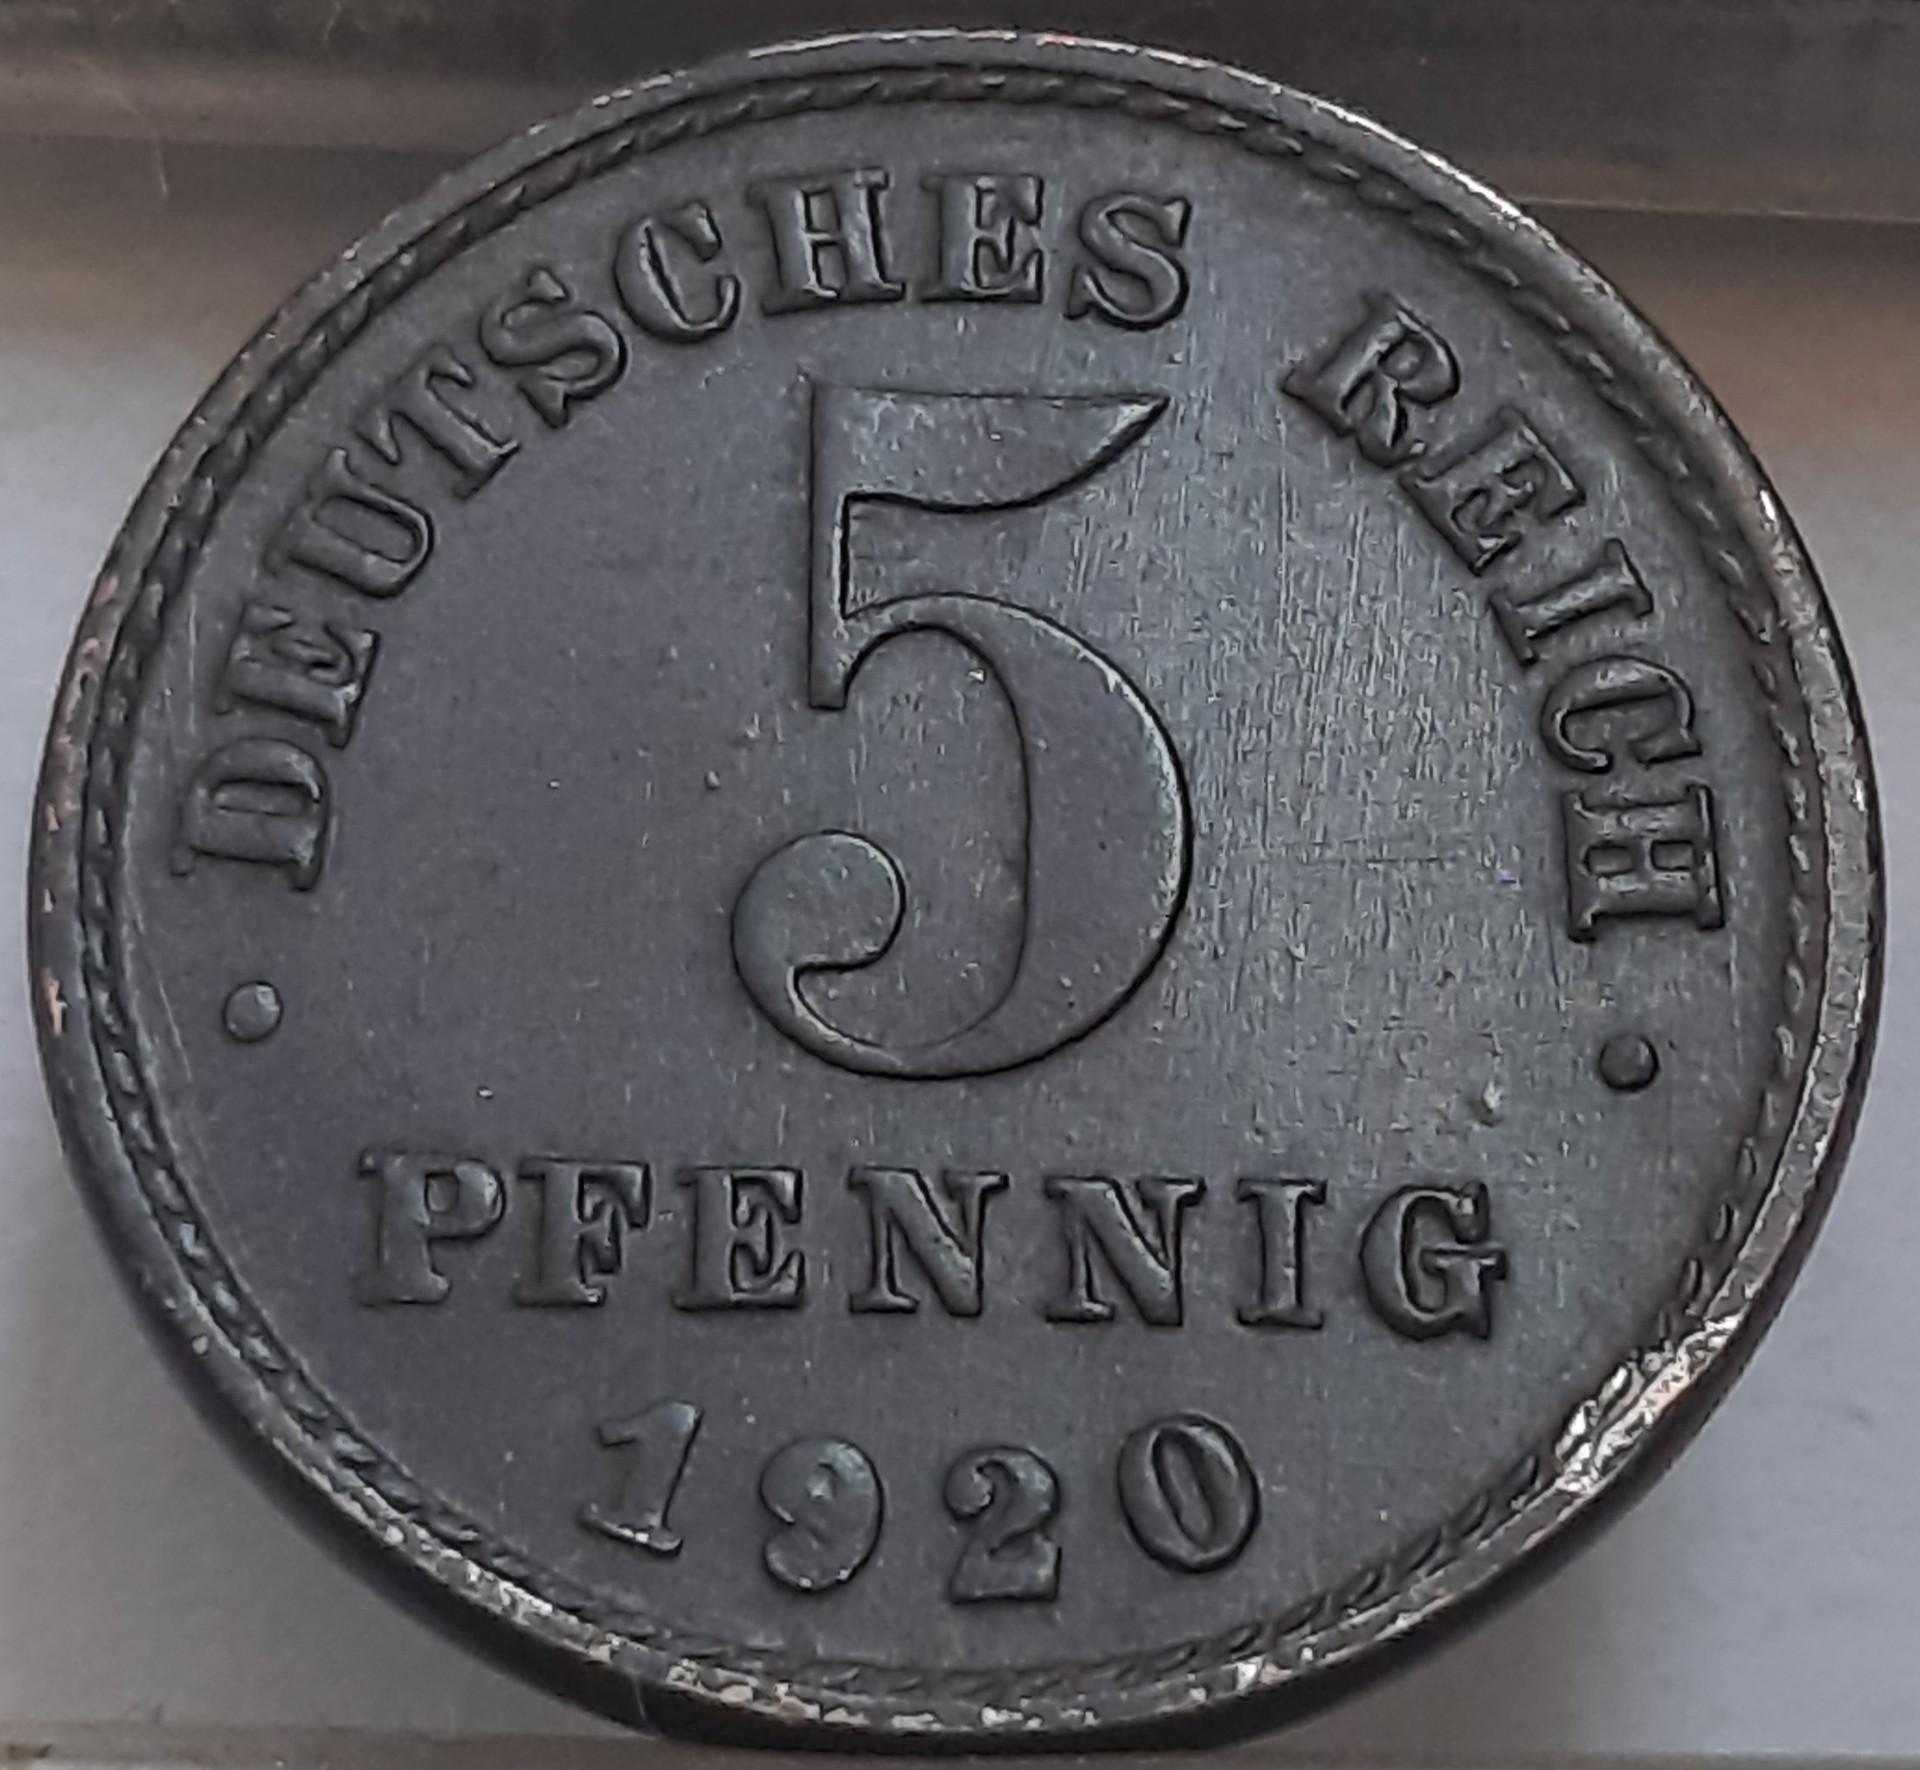 DEUTSCHES REICH
5
PFENNIG
1920